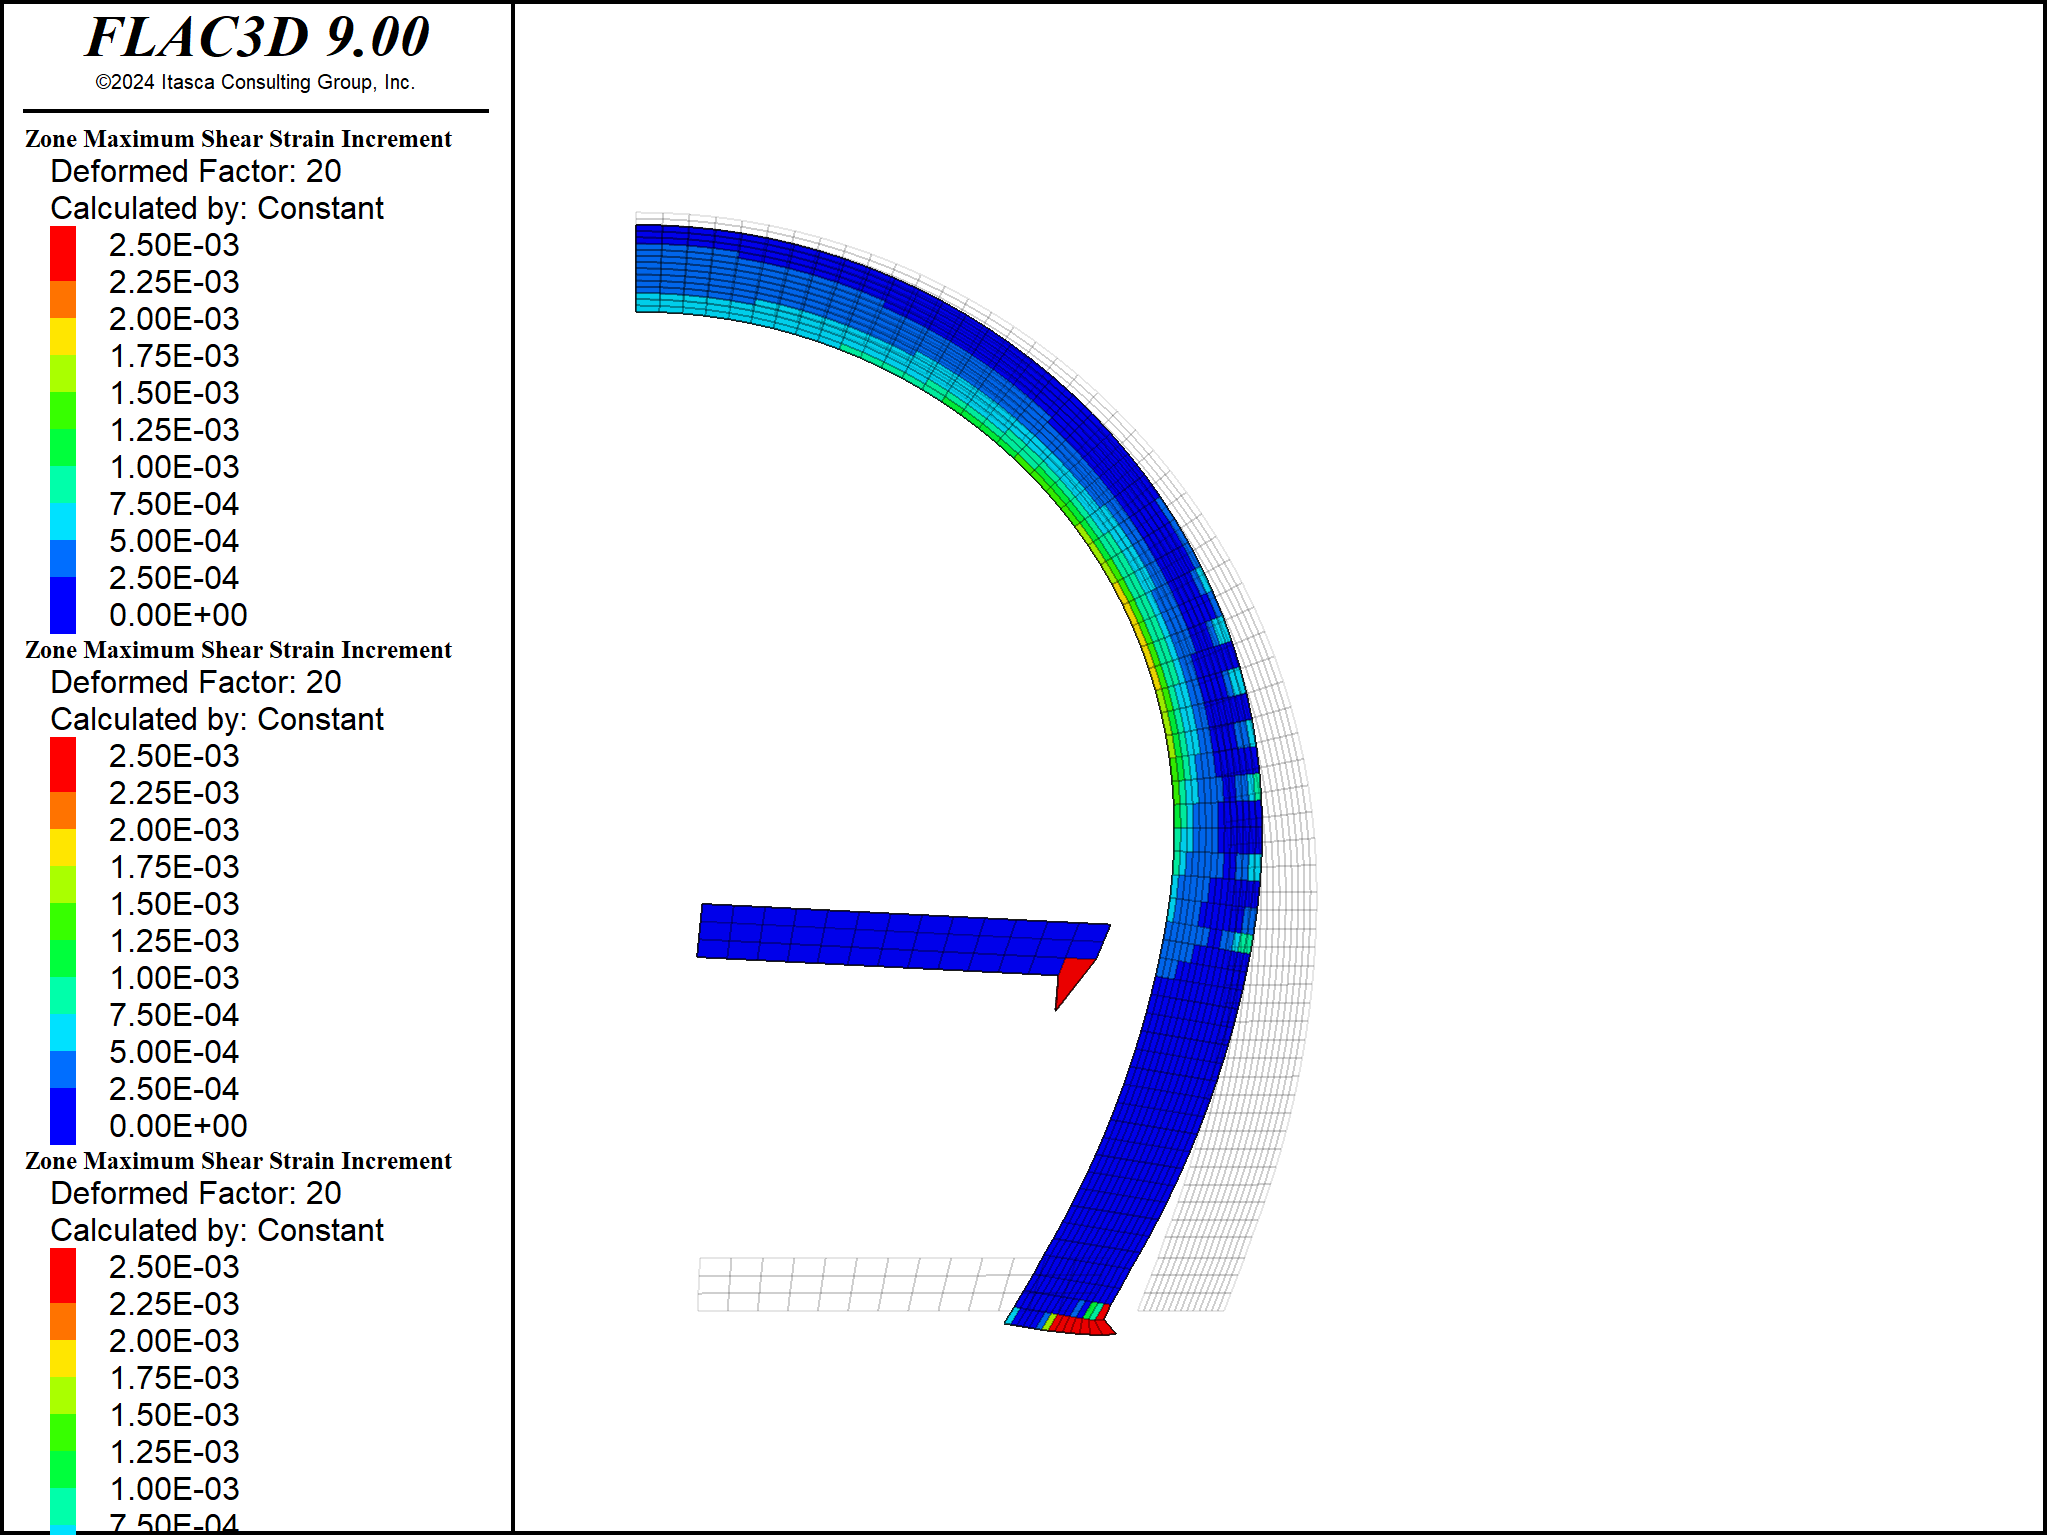 FLAC3D 9.00
©2024 Itasca Consulting Group, Inc.
Zone Maximum Shear Strain Increment
Deformed Factor: 20
Calculated by: Constant
2.50E-03
2.25E-03
2.00E-03
1.75E-03
1.50E-03
1.25E-03
1.00E-03
7.50E-04
5.00E-04
2.50E-04
0.00E+00
Zone Maximum Shear Strain Increment
Deformed Factor: 20
Calculated by: Constant
2.50E-03
2.25E-03
2.00E-03
1.75E-03
1.50E-03
1.25E-03
1.00E-03
7.50E-04
5.00E-04
2.50E-04
0.00E+00
Zone Maximum Shear Strain Increment
Deformed Factor: 20
Calculated by: Constant
2.50E-03
2.25E-03
2.00E-03
1.75E-03
1.50E-03
1.25E-03
1.00E-03
7.50E-04